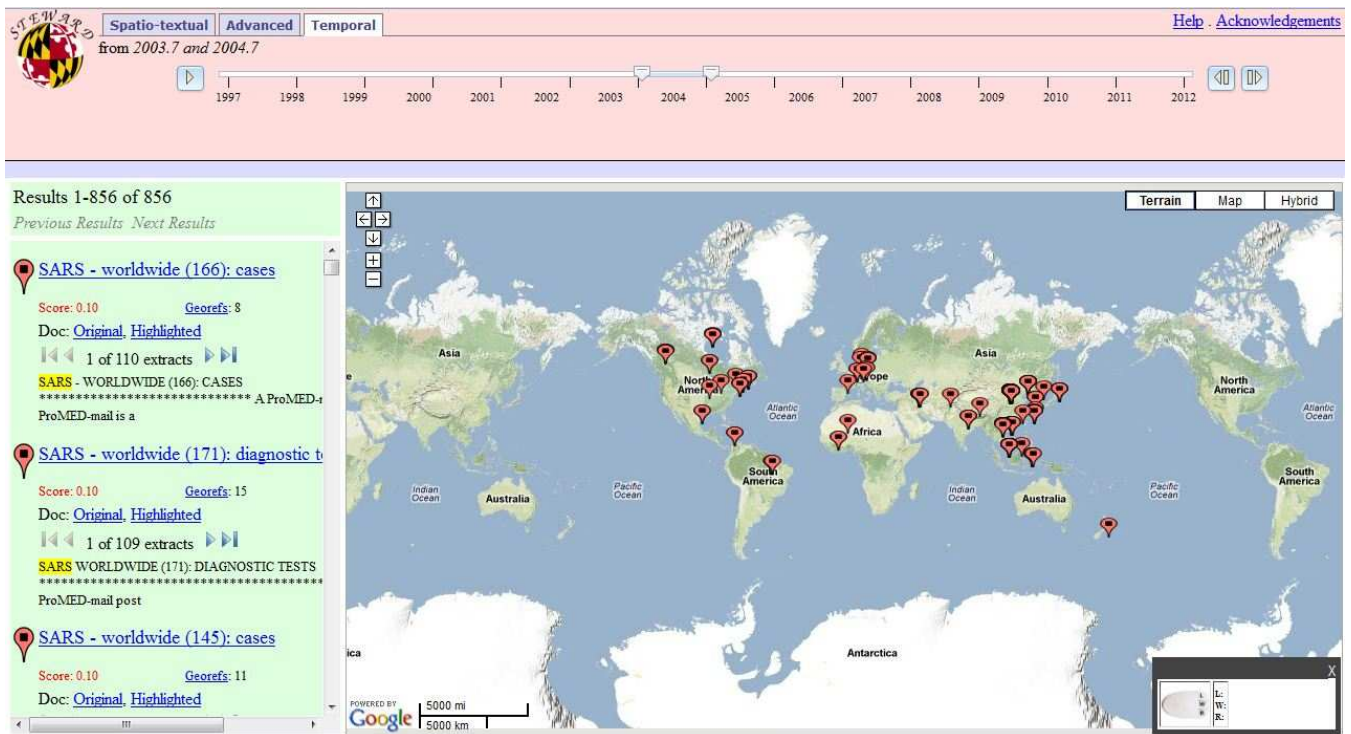 STEWARD
Spatio-textual Advanced Temporal
Help . Acknowledgements
from 2003.7 and 2004.7
1997 1998 1999 2000 2001 2002 2003 2004 2005 2006 2007 2008 2009 2010 2011 2012
Results 1-856 of 856
Previous Results Next Results
SARS - worldwide (166): cases
Score: 0.10 Georefs: 8
Doc: Original, Highlighted
1 of 110 extracts
SARS - WORLDWIDE (166): CASES
***************************** A ProMED-
ProMED-mail is a
SARS - worldwide (171): diagnostic t
Score: 0.10 Georefs: 15
Doc: Original, Highlighted
1 of 109 extracts
SARS WORLDWIDE (171): DIAGNOSTIC TESTS
***************************************
ProMED-mail post
SARS - worldwide (145): cases
Score: 0.10 Georefs: 11
Doc: Original, Highlighted
Terrain Map Hybrid
Asia
North America
Europe
Asia
North America
Atlantic Ocean
Atlantic Ocean
Africa
South America
South America
Indian Ocean
Australia
Pacific Ocean
Indian Ocean
Australia
Pacific Ocean
ica
Antarctica
X
L:
W:
R:
L
W
R
POWERED BY
Google
5000 mi
5000 km